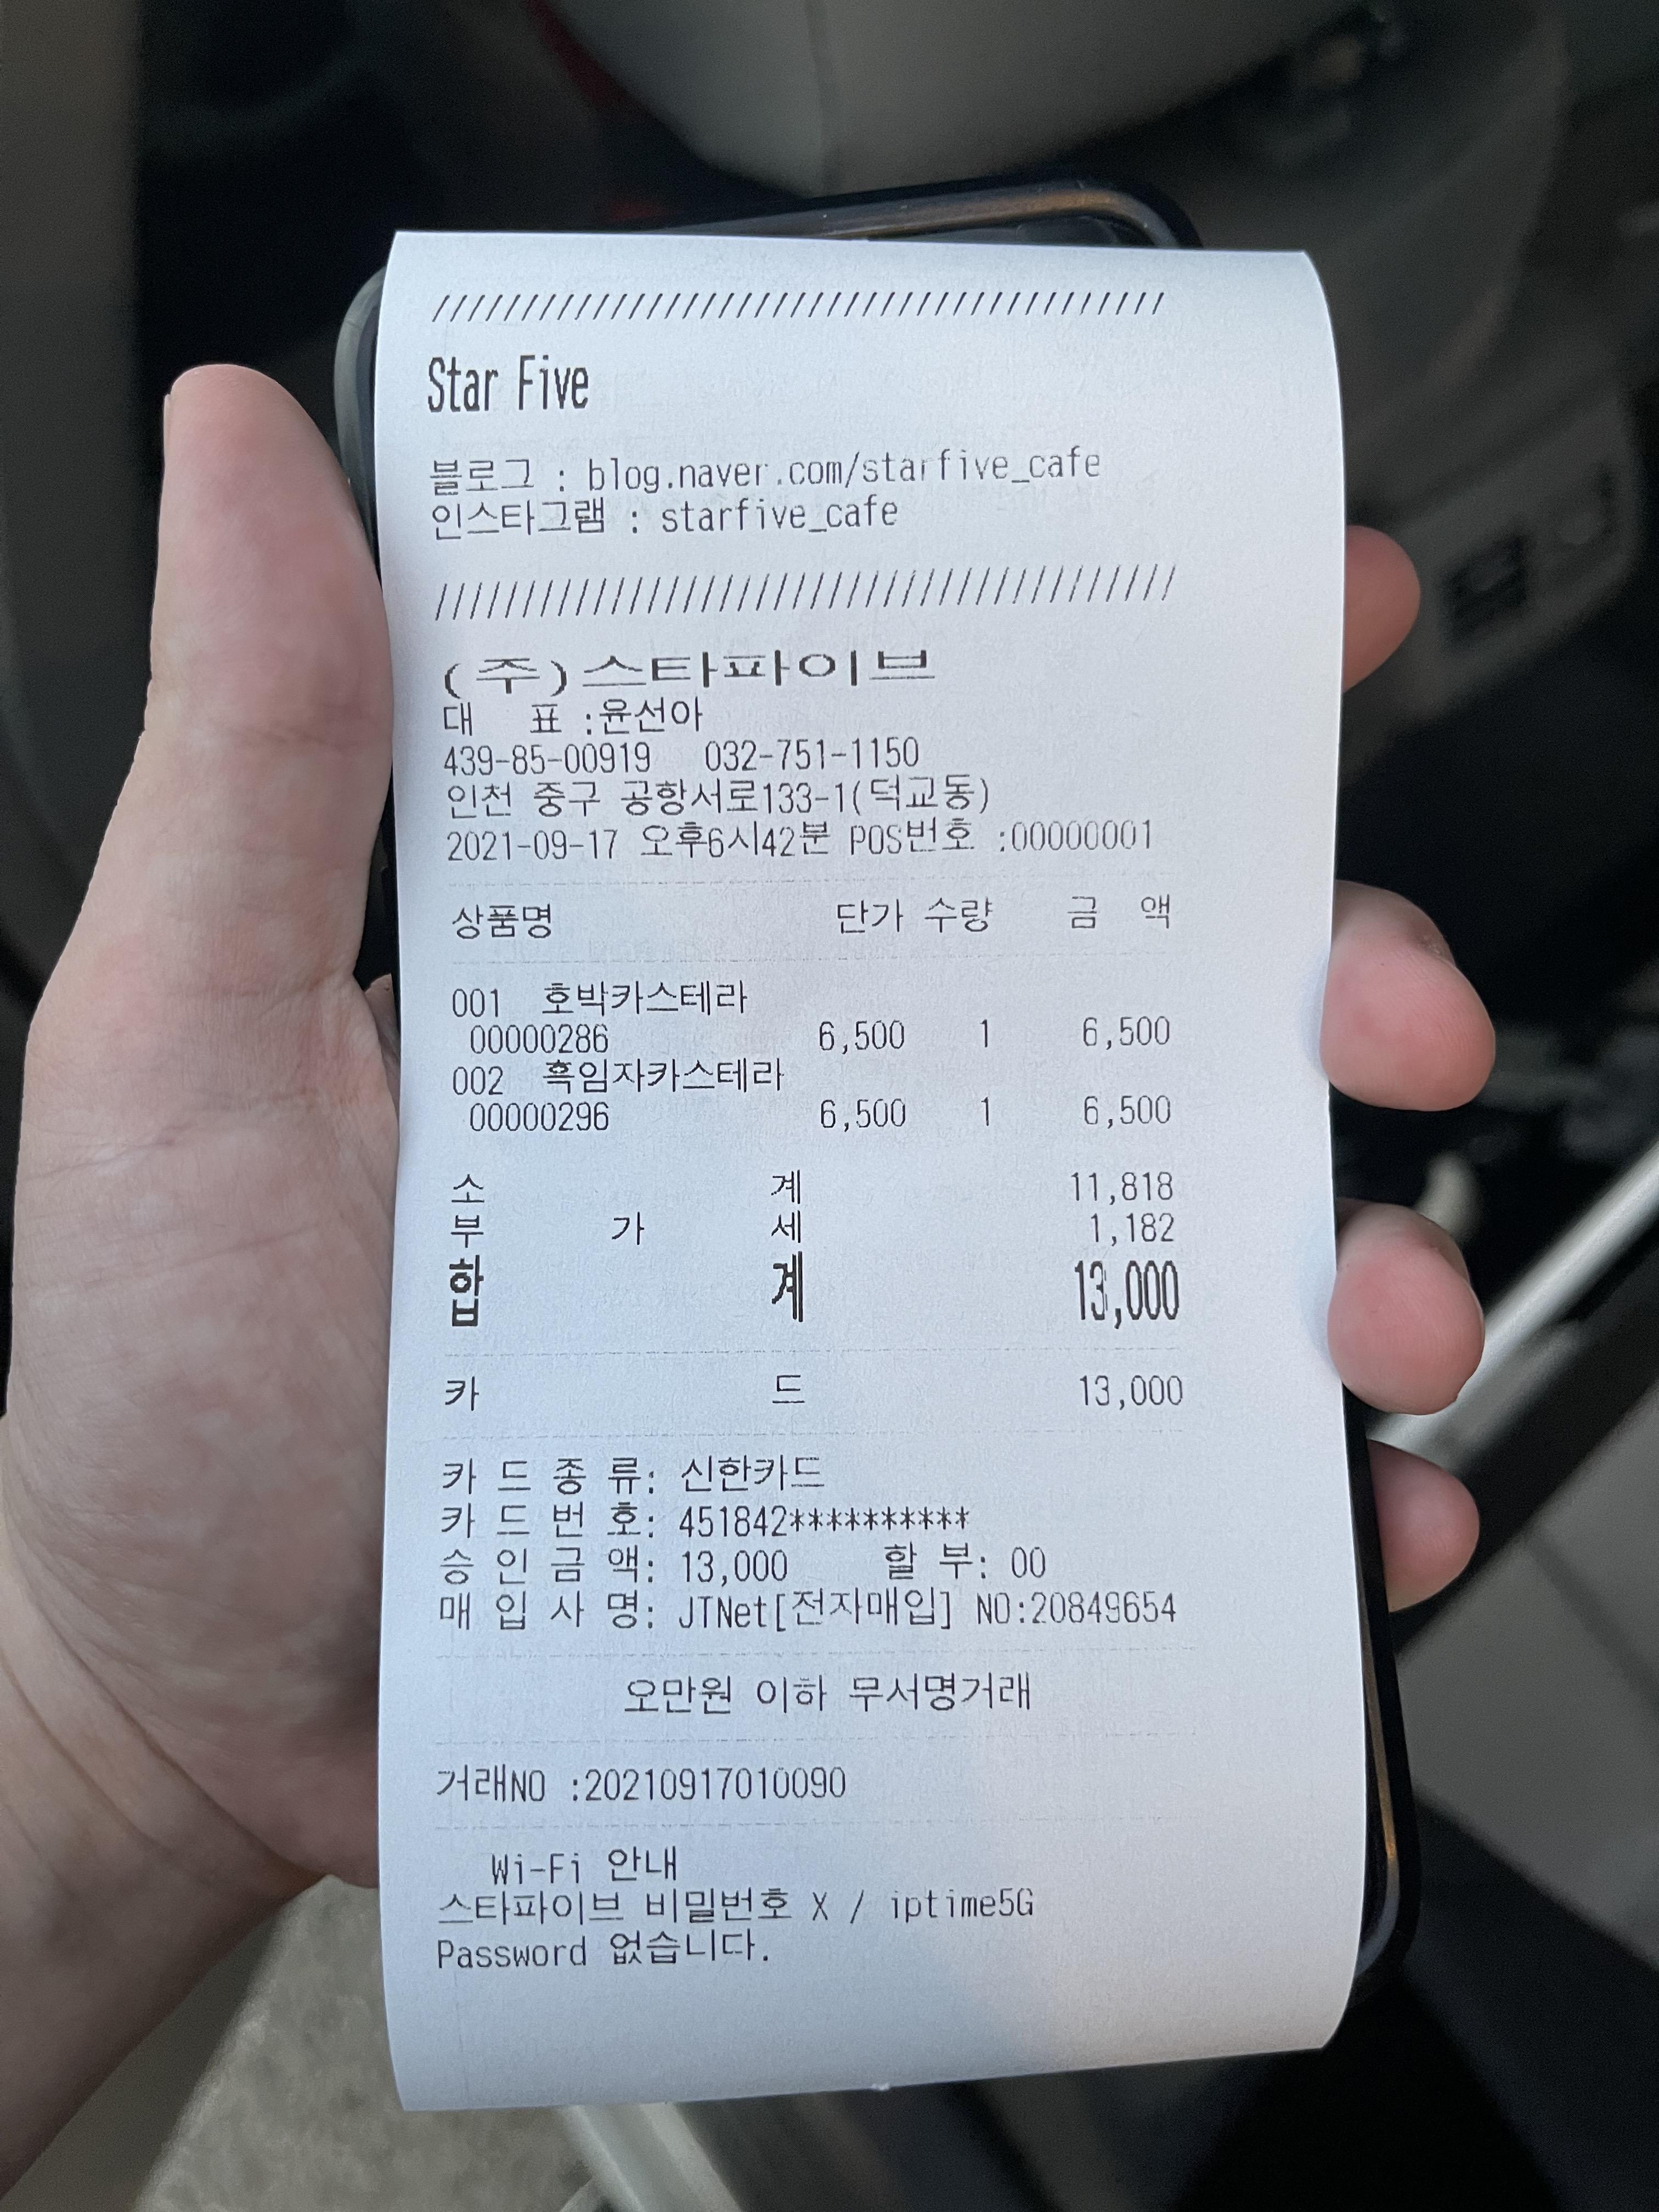 /////////////////////////////////////////
Star Five
블로그 : blog.naver.com/starfive_cafe
인스타그램 : starfive_cafe
/////////////////////////////////////////
(주)스타파이브
대 표 :윤선아
439-85-00919 032-751-1150
인천 중구 공항서로133-1(덕교동)
2021-09-17 오후6시42분 POS번호 :00000001
상품명 단가 수량 금 액
001 호박카스테라
00000286 6,500 1 6,500
002 흑임자카스테라
00000296 6,500 1 6,500
소 계 11,818
부 가 세 1,182
합 계 13,000
카 드 13,000
카 드 종 류: 신한카드
카 드 번 호: 451842**********
승 인 금 액: 13,000 할 부: 00
매 입 사 명: JTNet[전자매입] NO:20849654
오만원 이하 무서명거래
거래NO :20210917010090
Wi-Fi 안내
스타파이브 비밀번호 X / iptime5G
Password 없습니다.